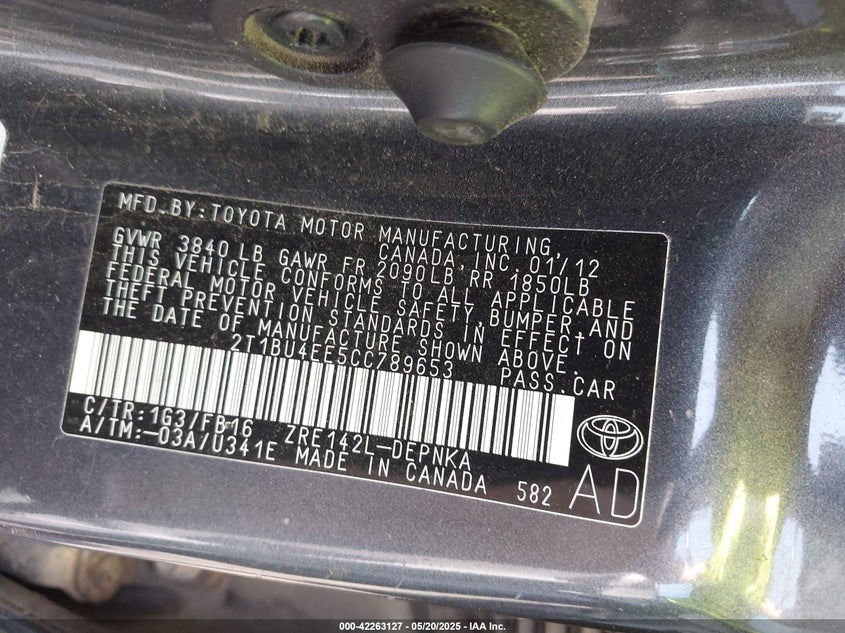 MFD.BY:TOYOTA MOTOR MANUFACTURING,
CANADA, INC. 01/12
GVWR 3840 LB GAWR FR 2090LB RR 1850LB
THIS VEHICLE CONFORMS TO ALL APPLICABLE
FEDERAL MOTOR VEHICLE SAFETY, BUMPER, AND
THEFT PREVENTION STANDARDS IN EFFECT ON
THE DATE OF MANUFACTURE SHOWN ABOVE.
2T1BU4EE5CC789653 PASS.CAR
C/TR:1G3/FB16 ZRE142L-DEPNKA
A/TM:-03A/U341E MADE IN CANADA 582
AD
000-42263127 - 05/20/2025 - IAA Inc.